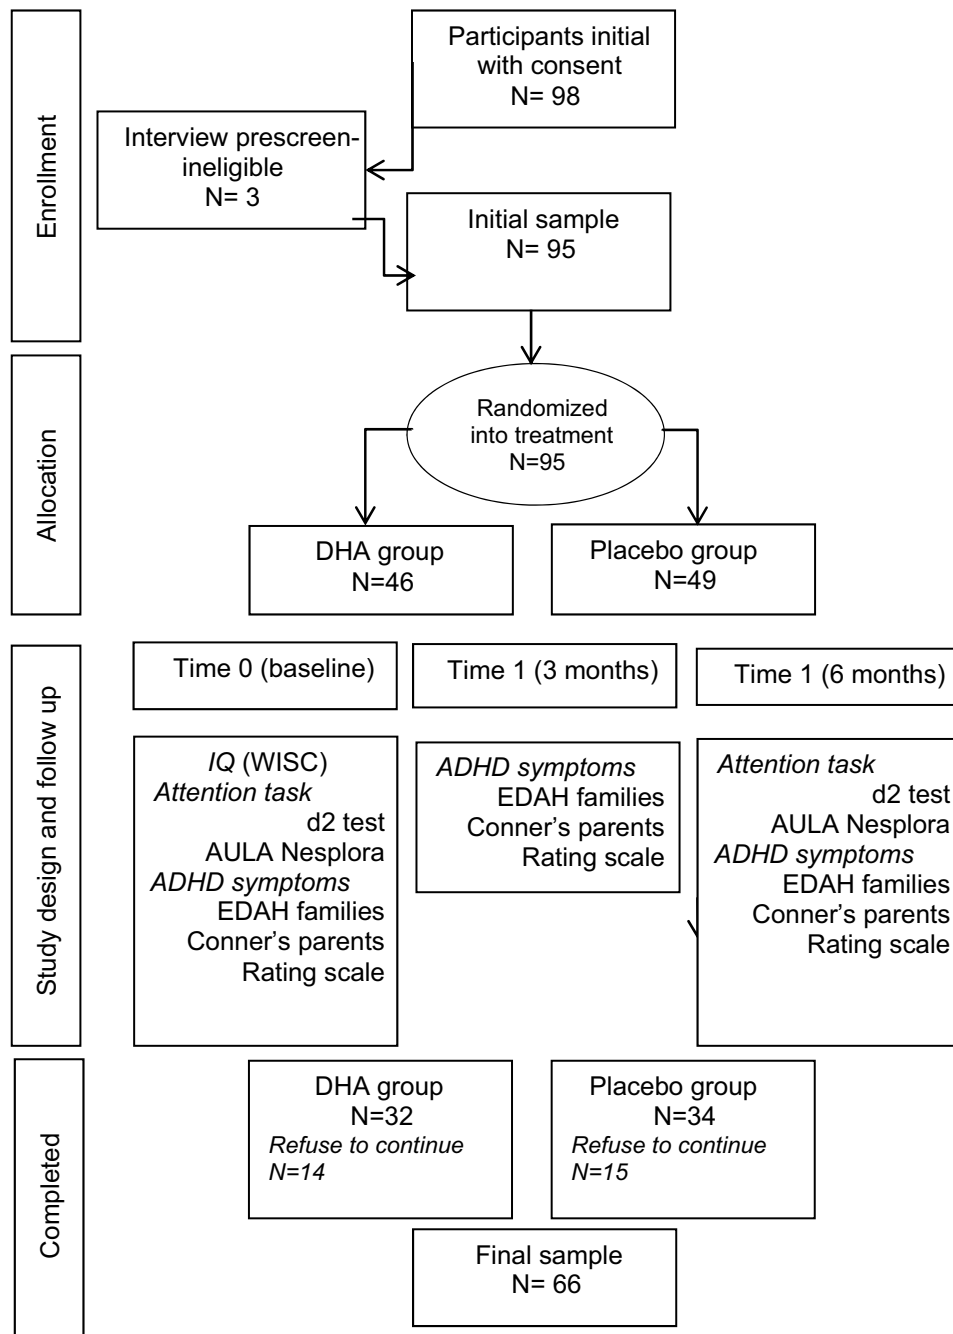 Enrollment
Participants initial
with consent
N= 98
Interview prescreen-
ineligible
N= 3
Initial sample
N= 95
Allocation
Randomized
into treatment
N=95
DHA group
N=46
Placebo group
N=49
Study design and follow up
Time 0 (baseline)
Time 1 (3 months)
Time 1 (6 months)
IQ (WISC)
Attention task
d2 test
AULA Nesplora
ADHD symptoms
EDAH families
Conner’s parents
Rating scale
ADHD symptoms
EDAH families
Conner’s parents
Rating scale
Attention task
d2 test
AULA Nesplora
ADHD symptoms
EDAH families
Conner’s parents
Rating scale
Completed
DHA group
N=32
Refuse to continue
N=14
Placebo group
N=34
Refuse to continue
N=15
Final sample
N= 66